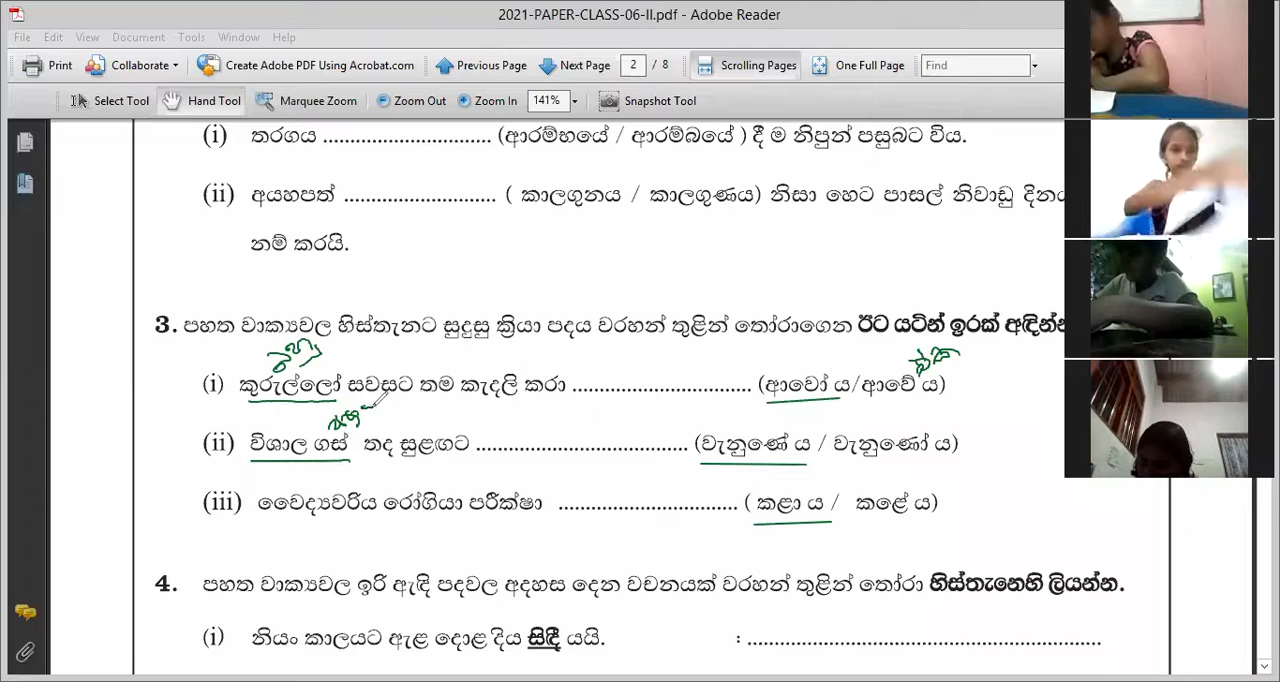 2021-PAPER-CLASS-06-II.pdf - Adobe Reader
File Edit View Document Tools Window Help
Print Collaborate Create Adobe PDF Using Acrobat.com Previous Page Next Page 2 / 8 Scrolling Pages One Full Page Find
Select Tool Hand Tool Marquee Zoom Zoom Out Zoom In 141% Snapshot Tool
(i) තරගය ............................... (ආරම්භයේ / ආරම්බයේ ) දී ම නිපුන් පසුබට විය.
(ii) අයහපත් ............................ ( කාලගුනය / කාලගුණය) නිසා හෙට පාසල් නිවාඩු
නම් කරයි.
3. පහත වාක්‍යවල හිස්තැනට සුදුසු ක්‍රියා පදය වරහන් තුළින් තෝරාගෙන ඊට යටින් ඉරක්
(i) කුරුල්ලෝ සවසට තම කැදලි කරා ................................. (ආවෝ ය/ආවේ ය)
(ii) විශාල ගස් තද සුළඟට ....................................... (වැනුණේ ය / වැනුණෝ ය)
(iii) වෛද්‍යවරිය රෝගියා පරීක්ෂා ................................. ( කළා ය / කළේ ය)
4. පහත වාක්‍යවල ඉරි ඇඳි පදවල අදහස දෙන වචනයක් වරහන් තුළින් තෝරා හිස්තැනෙහි ලියන්න.
(i) නියං කාලයට ඇළ දොළ දිය සිඳී යයි. : .................................................................